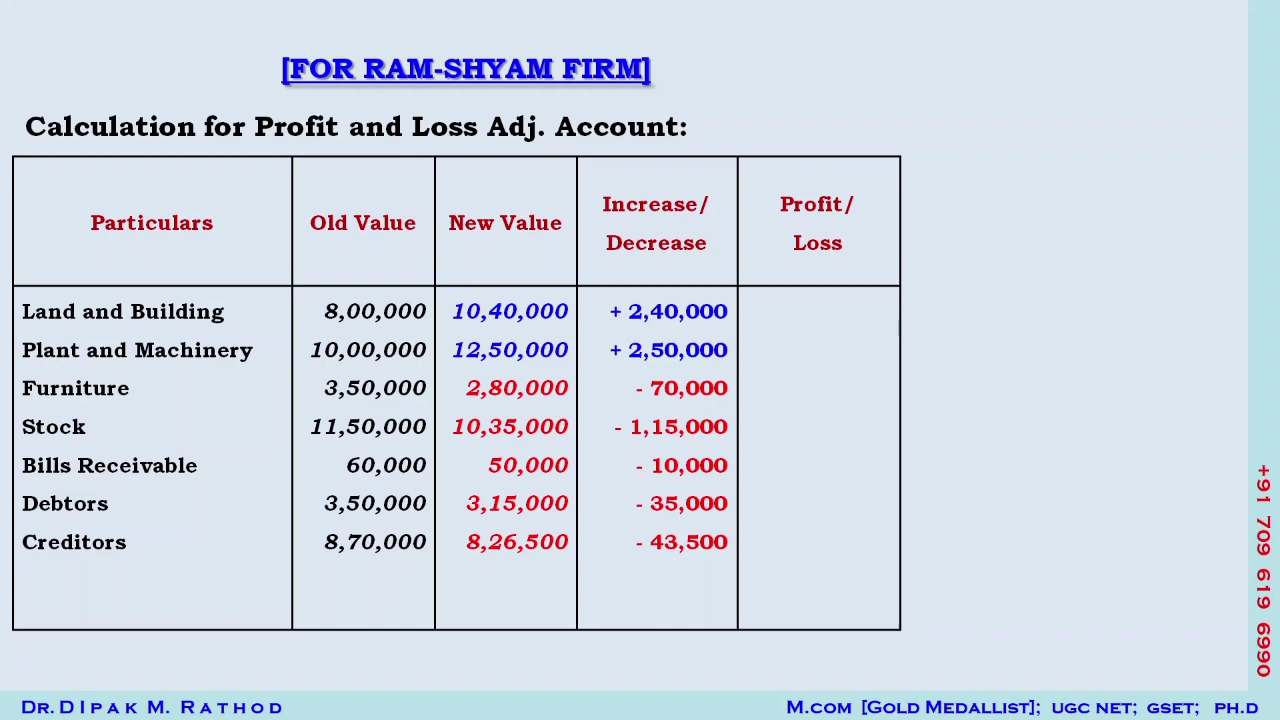 [FOR RAM-SHYAM FIRM]
Calculation for Profit and Loss Adj. Account:
Particulars Old Value New Value Increase/ Decrease Profit/ Loss
Land and Building 8,00,000 10,40,000 + 2,40,000
Plant and Machinery 10,00,000 12,50,000 + 2,50,000
Furniture 3,50,000 2,80,000 - 70,000
Stock 11,50,000 10,35,000 - 1,15,000
Bills Receivable 60,000 50,000 - 10,000
Debtors 3,50,000 3,15,000 - 35,000
Creditors 8,70,000 8,26,500 - 43,500
+91 709 619 6990
Dr. Dipak M. Rathod
M.com [Gold Medallist]; UGC NET; GSET; Ph.D